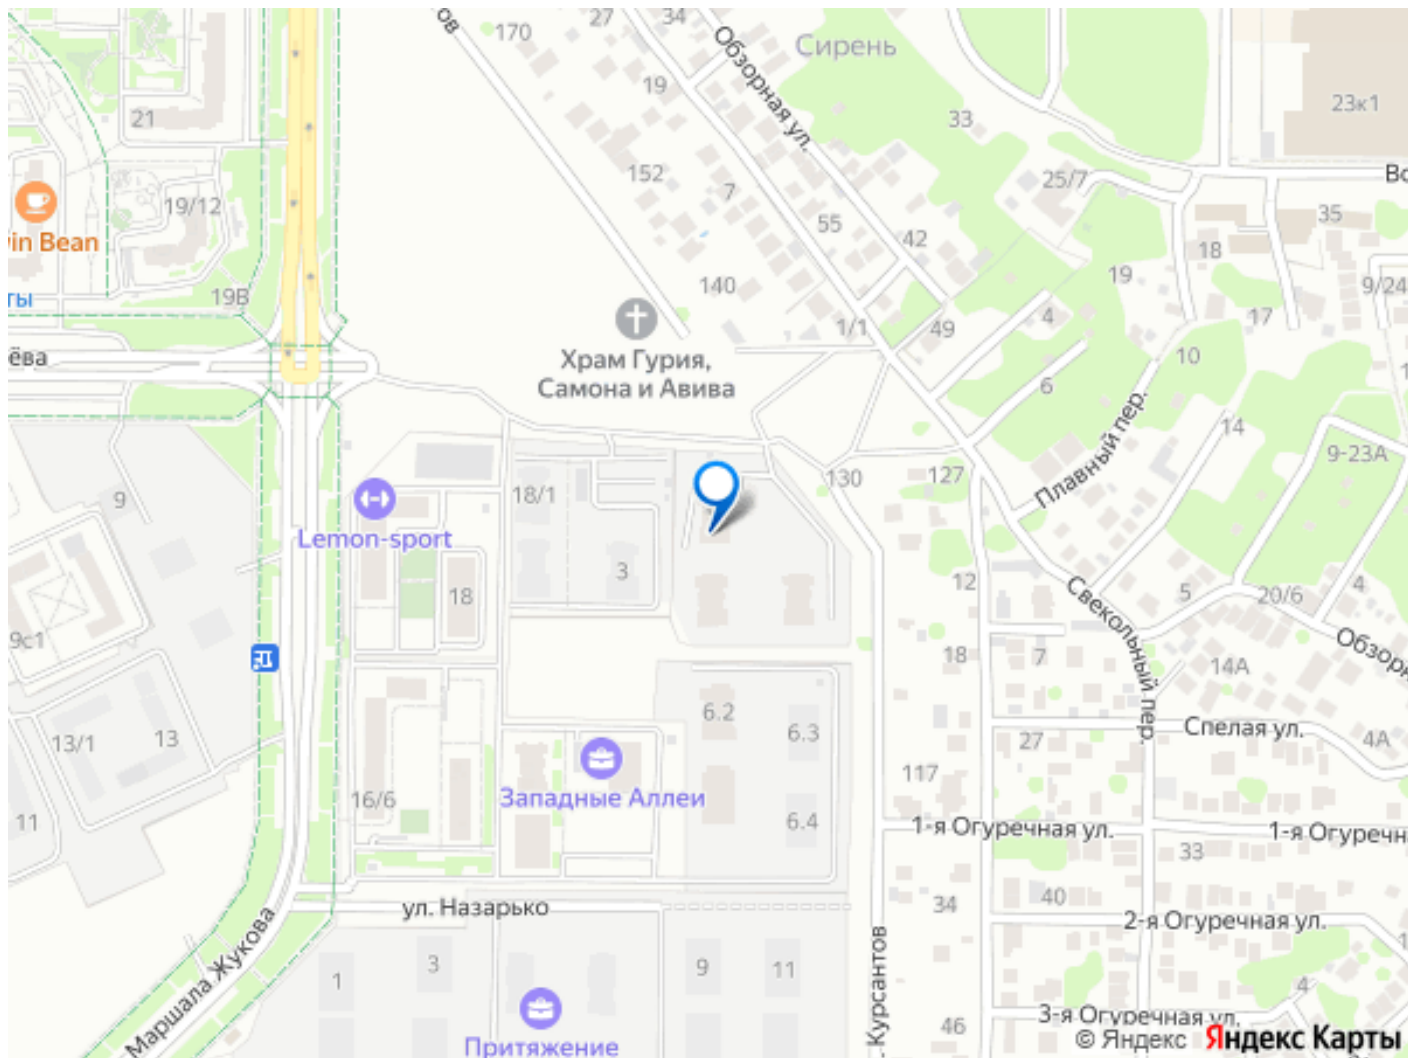 170
27
34
Обзорная ул.
Сирень
19
33
23к1
21
152
7
25/7
19/12
55
42
18
35
vin Bean
ты
19В
140
1/1
49
19
4
17
9/24
ёва
Храм Гурия,
Самона и Авива
6
10
Плавный пер.
14
9-23А
9
18/1
130
127
Lemon-sport
3
18
12
Свекольный пер.
5
20/6
4
Обзорн
9с1
18
7
14А
13/1
13
6.2
6.3
27
Спелая ул.
4А
Западные Аллеи
16/6
117
11
6.4
1-я Огуречная ул.
1-я Огуречн
33
ул. Назарько
34
40
2-я Огуречная ул.
Маршала Жукова
1
3
9
11
Курсантов
4
46
3-я Огуречная ул.
Притяжение
© Яндекс Яндекс Карты